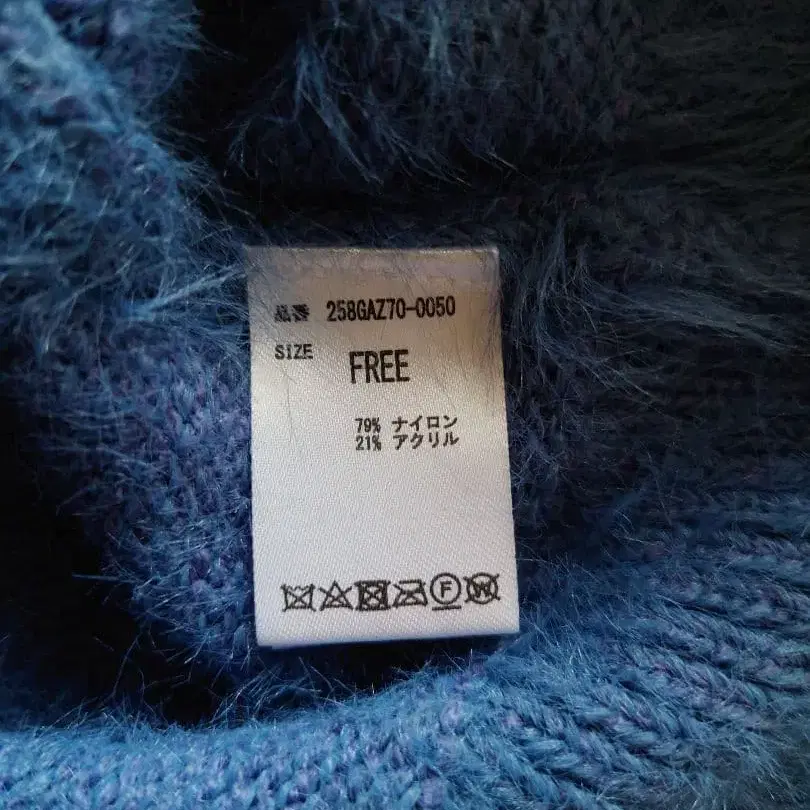 品番 258GAZ70-0050
SIZE FREE
79% ナイロン
21% アクリル
F W